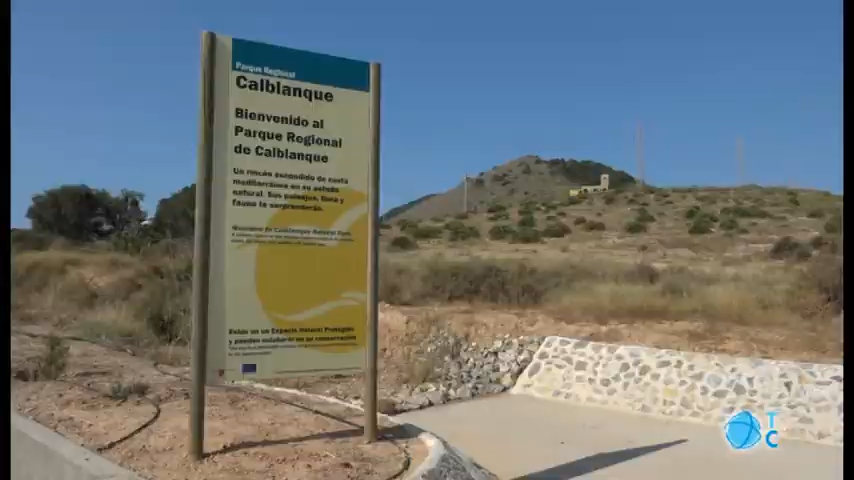 Parque Regional
Calblanque
Bienvenido al
Parque Regional
de Calblanque
Un rincón escondido de costa
mediterránea en su estado
natural. Sus paisajes, flora y
fauna te sorprenderán.
Welcome to Calblanque Natural Park
Estás en un Espacio Natural Protegido
y puedes colaborar en su conservación
TC